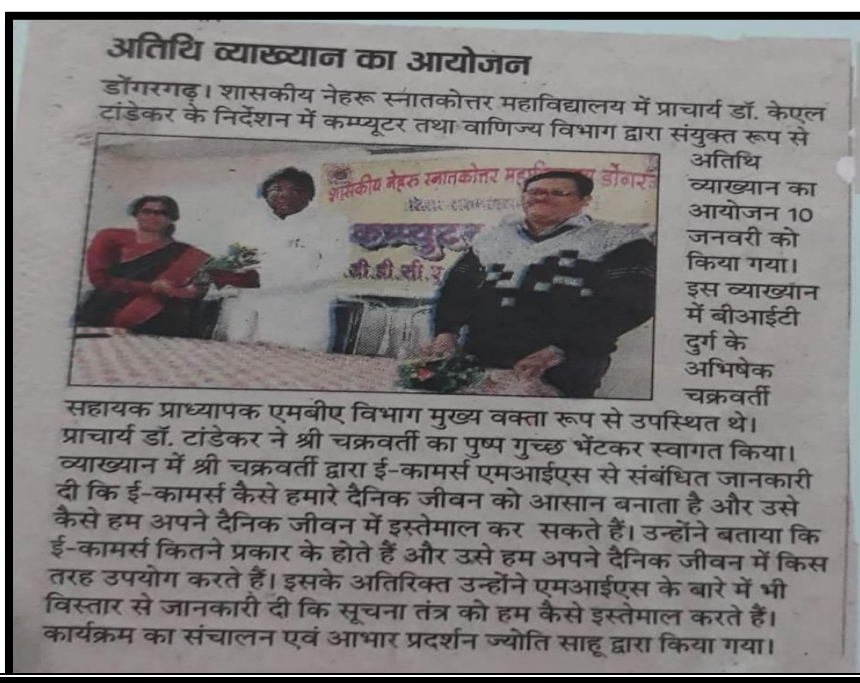 अतिथि व्याख्यान का आयोजन
डोंगरगढ़। शासकीय नेहरू स्नातकोत्तर महाविद्यालय में प्राचार्य डॉ. केएल
टांडेकर के निर्देशन में कम्प्यूटर तथा वाणिज्य विभाग द्वारा संयुक्त रूप से
अतिथि
व्याख्यान का
आयोजन 10
जनवरी को
किया गया।
इस व्याख्यान
में बीआईटी
दुर्ग के
अभिषेक
चक्रवर्ती
शासकीय नेहरु स्नातकोत्तर डोंगर
कम्प्युटर
सहायक प्राध्यापक एमबीए विभाग मुख्य वक्ता रूप से उपस्थित थे।
प्राचार्य डॉ. टांडेकर ने श्री चक्रवर्ती का पुष्प गुच्छ भेंटकर स्वागत किया।
व्याख्यान में श्री चक्रवर्ती द्वारा ई-कामर्स एमआईएस से संबंधित जानकारी
दी कि ई-कामर्स कैसे हमारे दैनिक जीवन को आसान बनाता है और उसे
कैसे हम अपने दैनिक जीवन में इस्तेमाल कर सकते हैं। उन्होंने बताया कि
ई-कामर्स कितने प्रकार के होते हैं और उसे हम अपने दैनिक जीवन में किस
तरह उपयोग करते हैं। इसके अतिरिक्त उन्होंने एमआईएस के बारे में भी
विस्तार से जानकारी दी कि सूचना तंत्र को हम कैसे इस्तेमाल करते हैं।
कार्यक्रम का संचालन एवं आभार प्रदर्शन ज्योति साहू द्वारा किया गया।